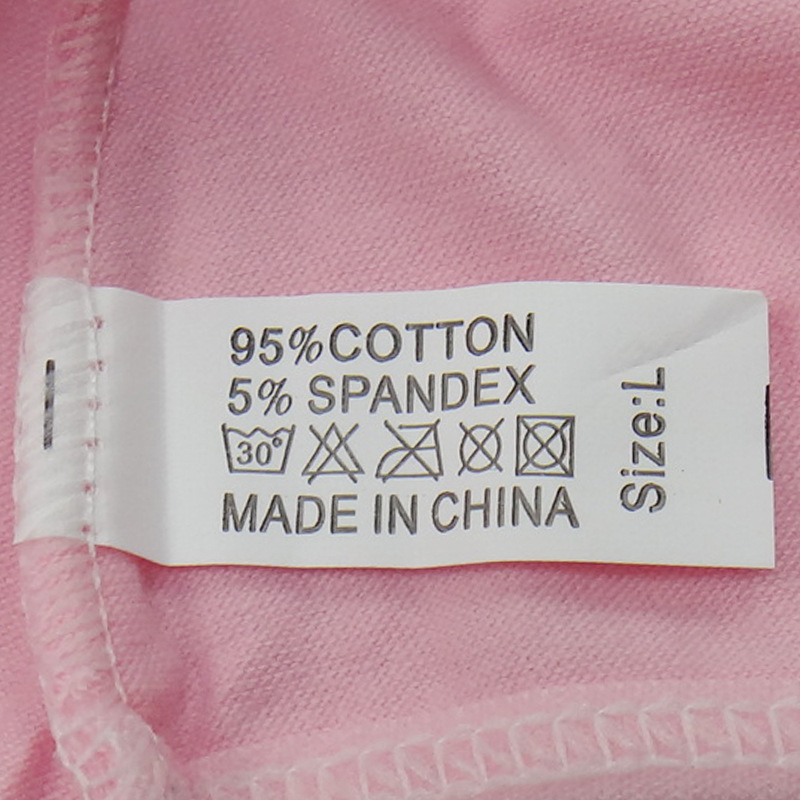 95%COTTON
5% SPANDEX
30°
MADE IN CHINA
Size:L